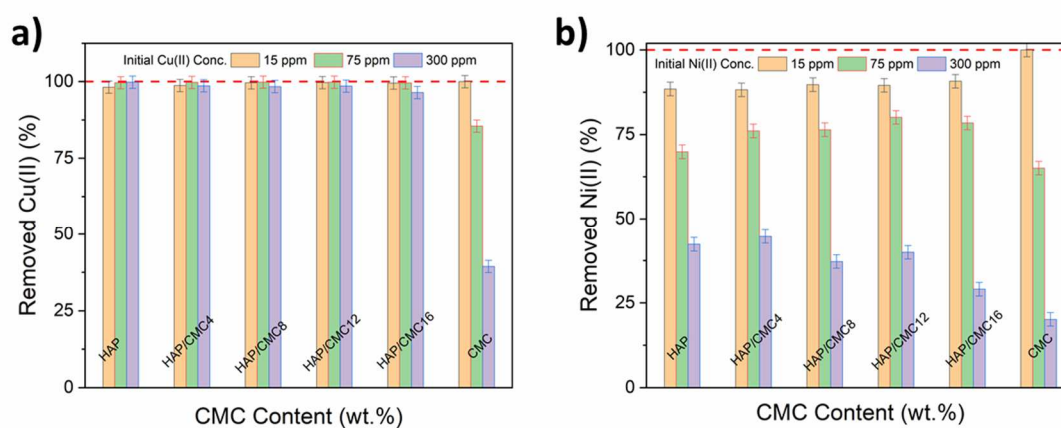 a)
Removed Cu(II) (%)
Initial Cu(II) Conc. 15 ppm 75 ppm 300 ppm
100
75
50
25
0
HAP
HAP/CMC4
HAP/CMC8
HAP/CMC12
HAP/CMC16
CMC
CMC Content (wt.%)
b)
Removed Ni(II) (%)
100
Initial Ni(II) Conc. 15 ppm 75 ppm 300 ppm
75
50
25
0
HAP
HAP/CMC4
HAP/CMC8
HAP/CMC12
HAP/CMC16
CMC
CMC Content (wt.%)